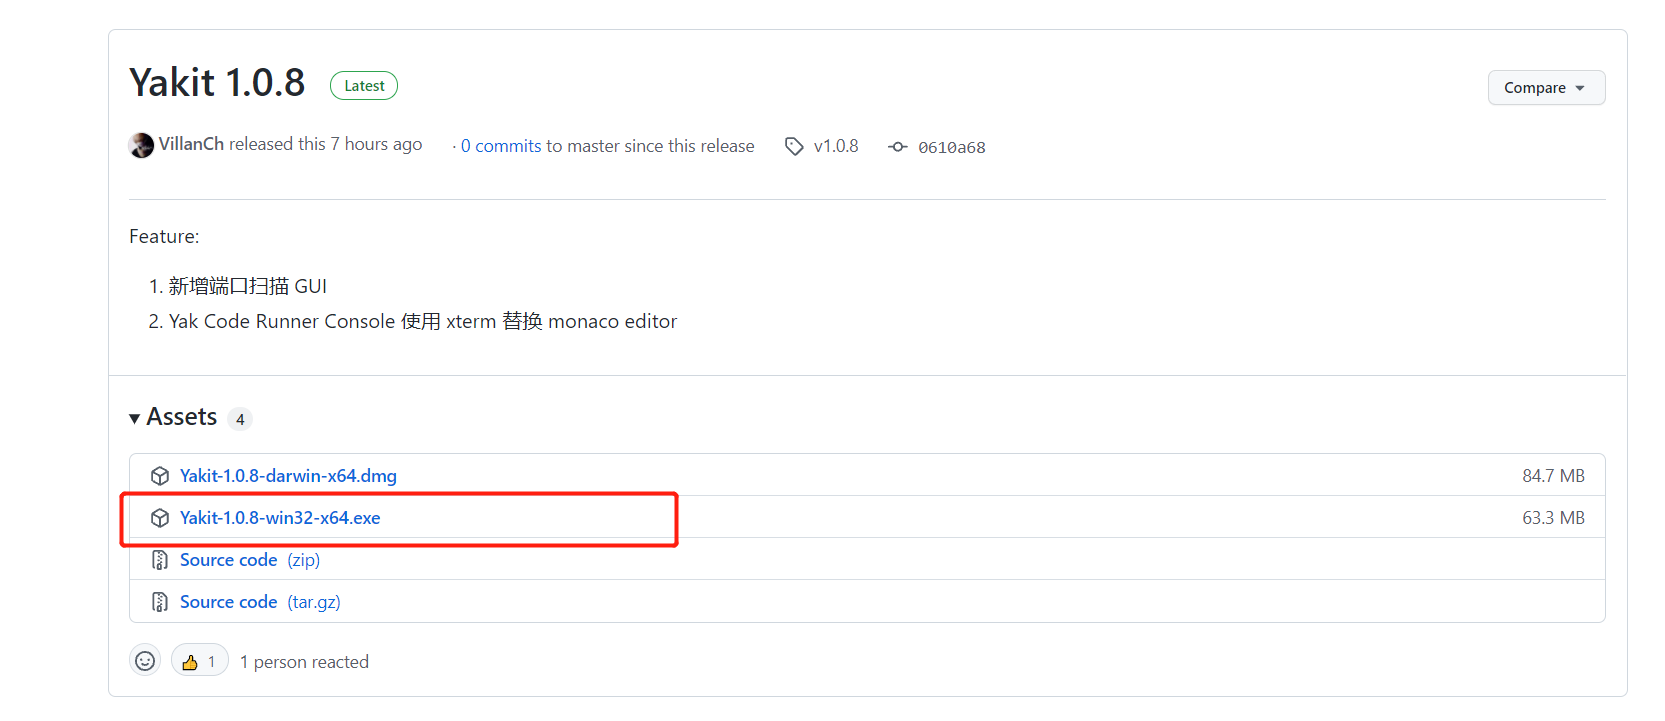 Yakit 1.0.8 Latest
Compare
VillanCh released this 7 hours ago · 0 commits to master since this release v1.0.8 0610a68
Feature:
1. 新增端口扫描 GUI
2. Yak Code Runner Console 使用 xterm 替换 monaco editor
Assets 4
Yakit-1.0.8-darwin-x64.dmg 84.7 MB
Yakit-1.0.8-win32-x64.exe 63.3 MB
Source code (zip)
Source code (tar.gz)
1 1 person reacted